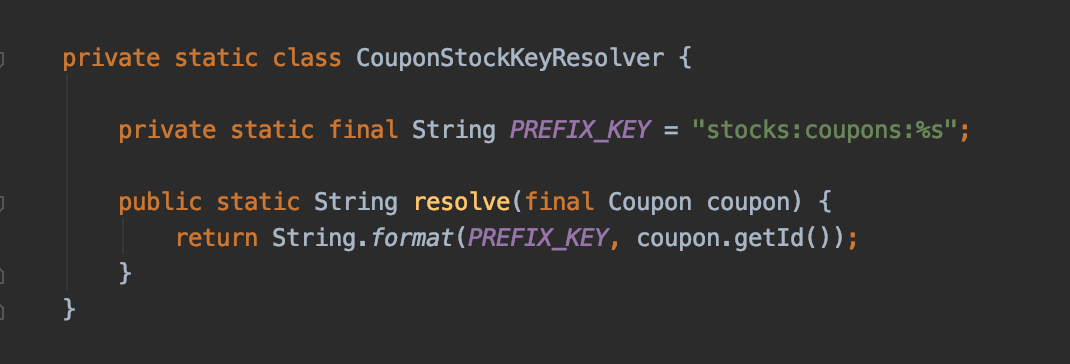 private static class CouponStockKeyResolver {
private static final String PREFIX_KEY = "stocks:coupons:%s";
public static String resolve(final Coupon coupon) {
return String.format(PREFIX_KEY, coupon.getId());
}
}